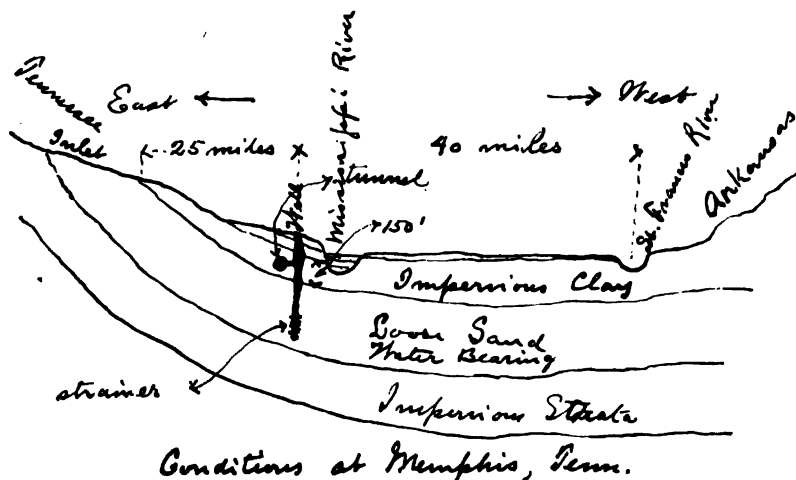 Tennessee
East
West
Mississippi River
Inlet
25 miles
40 miles
tunnel
Well
150'
St. Francis River
Arkansas
Impervious Clay
Loose Sand
Water Bearing
strainer
Impervious Strata
Conditions at Memphis, Tenn.